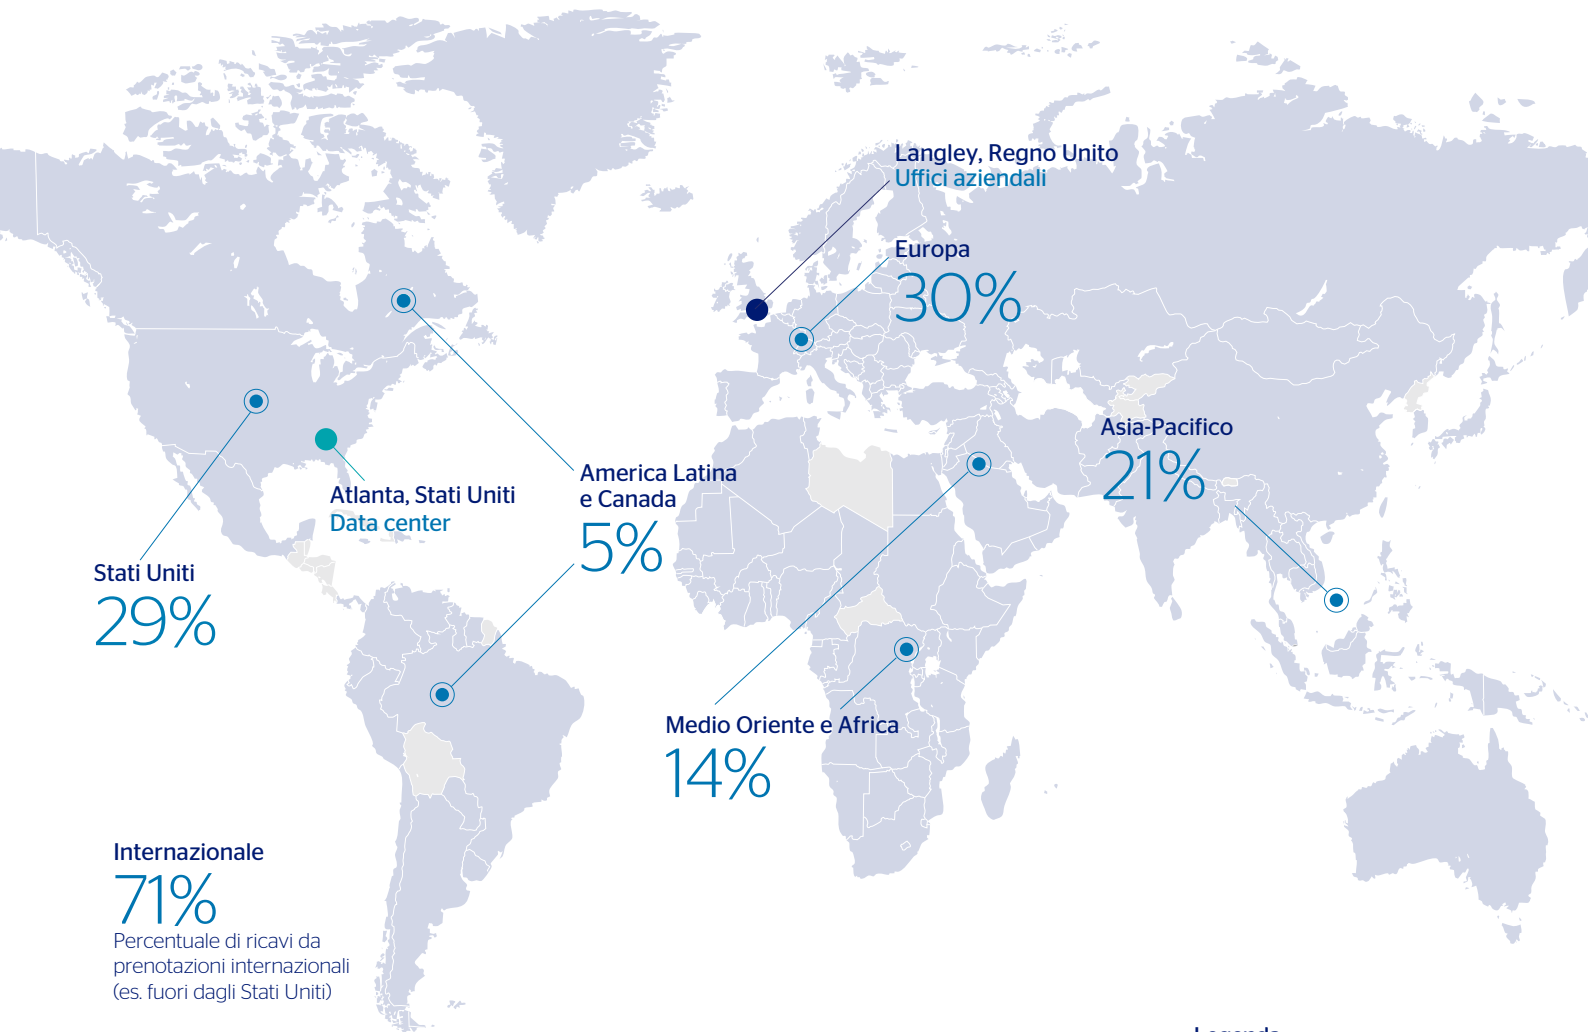 Langley, Regno Unito
Uffici aziendali
Europa
30%
Asia-Pacifico
21%
America Latina
e Canada
5%
Atlanta, Stati Uniti
Data center
Stati Uniti
29%
Medio Oriente e Africa
14%
Internazionale
71%
Percentuale di ricavi da
prenotazioni internazionali
(es. fuori dagli Stati Uniti)
Legenda